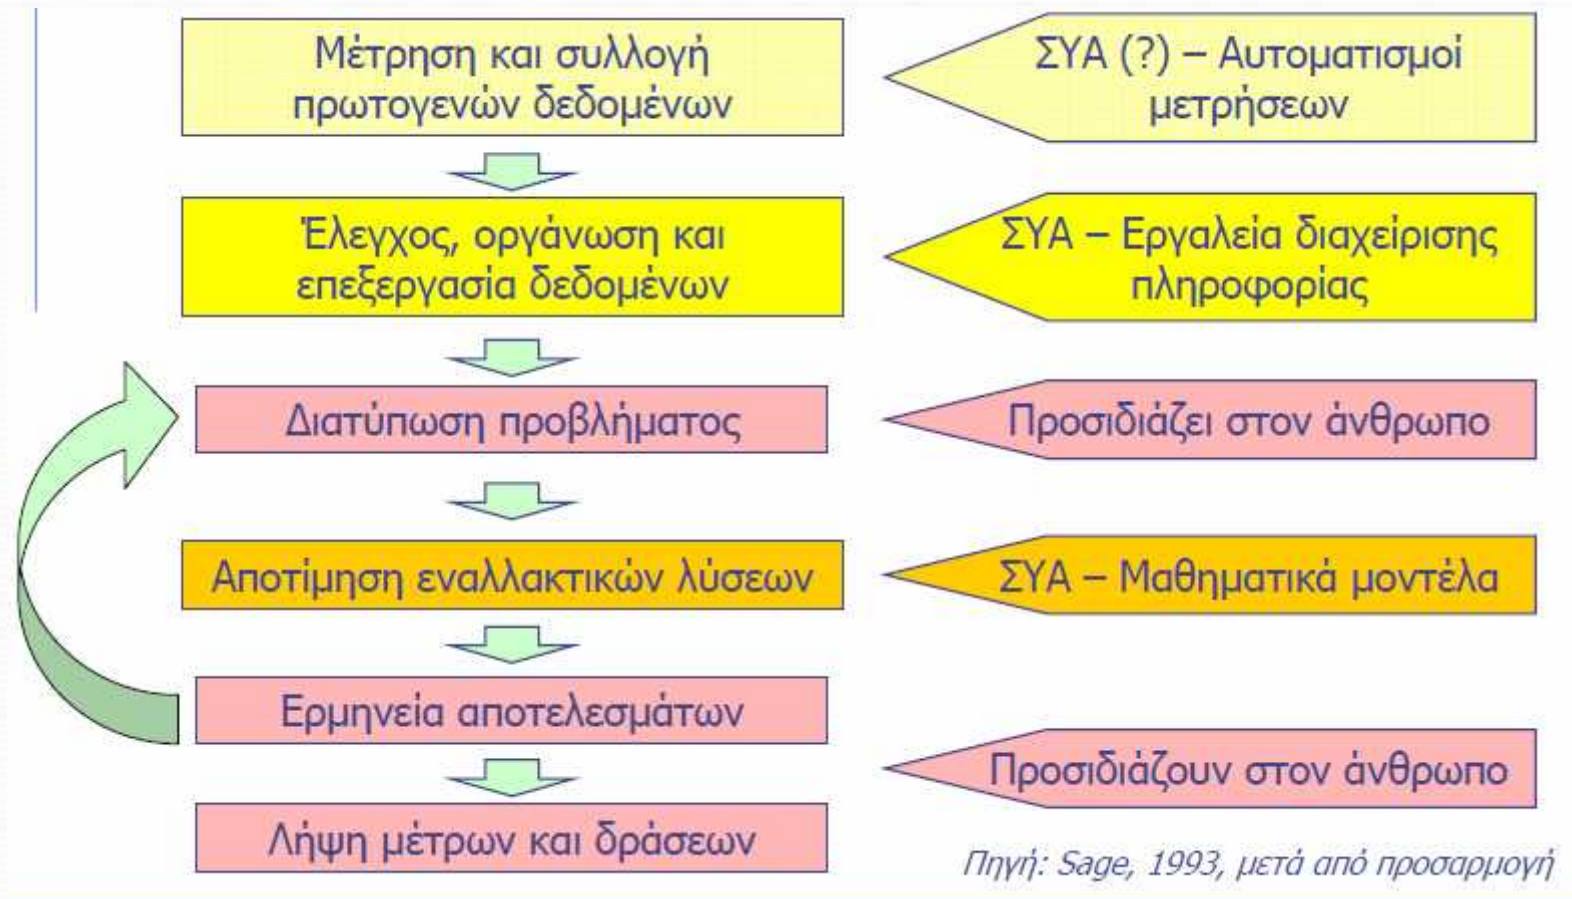 Μέτρηση και συλλογή
πρωτογενών δεδομένων
ΣΥΑ (?) – Αυτοματισμοί
μετρήσεων
Έλεγχος, οργάνωση και
επεξεργασία δεδομένων
ΣΥΑ – Εργαλεία διαχείρισης
πληροφορίας
Διατύπωση προβλήματος
Προσιδιάζει στον άνθρωπο
Αποτίμηση εναλλακτικών λύσεων
ΣΥΑ – Μαθηματικά μοντέλα
Ερμηνεία αποτελεσμάτων
Προσιδιάζουν στον άνθρωπο
Λήψη μέτρων και δράσεων
Πηγή: Sage, 1993, μετά από προσαρμογή